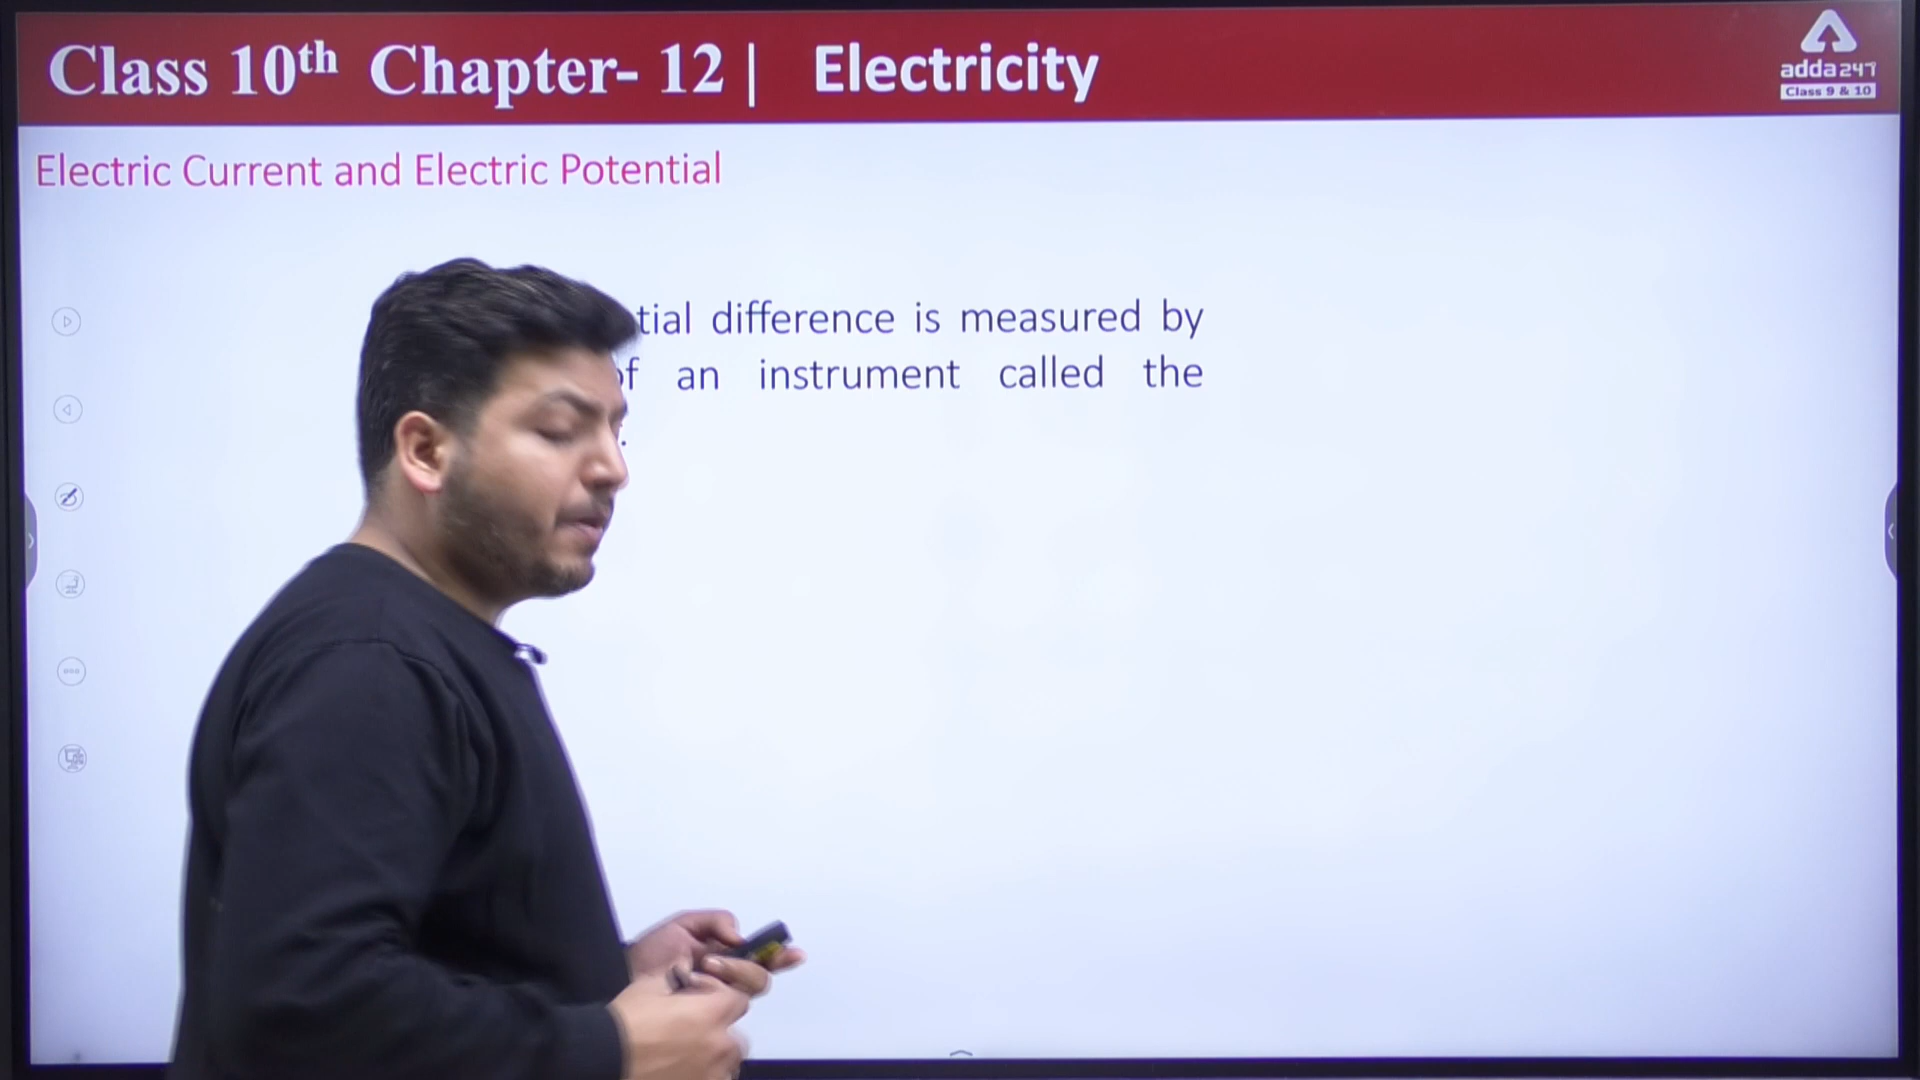 Class 10th Chapter- 12 | Electricity
adda247
Class 9 & 10
Electric Current and Electric Potential
tial difference is measured by
of an instrument called the
.